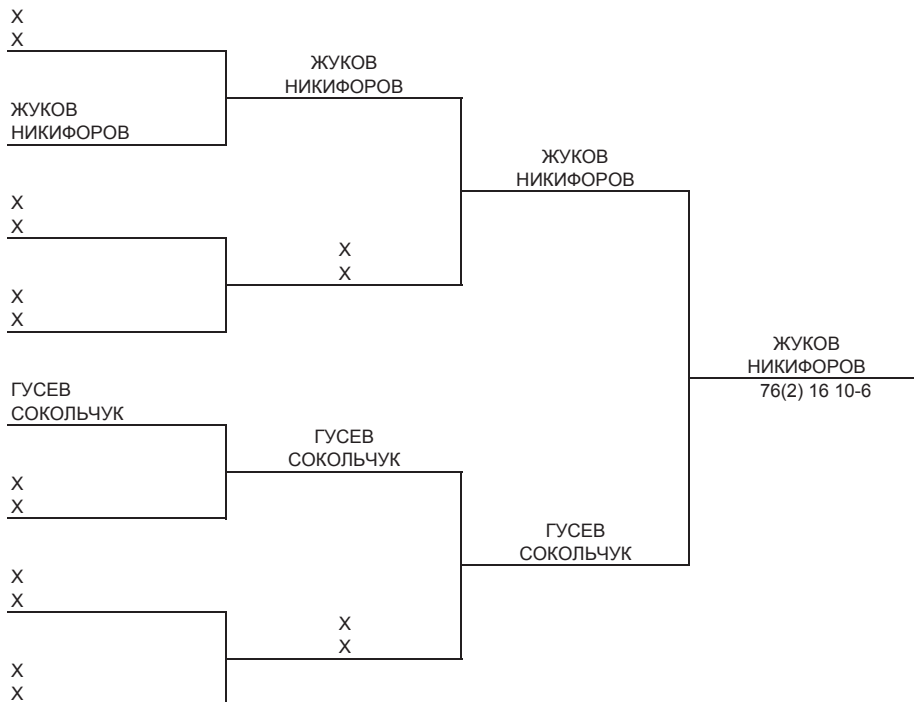 Х
Х
ЖУКОВ
НИКИФОРОВ
Х
Х
Х
Х
ГУСЕВ
СОКОЛЬЧУК
Х
Х
Х
Х
Х
Х
ЖУКОВ
НИКИФОРОВ
Х
Х
ГУСЕВ
СОКОЛЬЧУК
Х
Х
ЖУКОВ
НИКИФОРОВ
ГУСЕВ
СОКОЛЬЧУК
ЖУКОВ
НИКИФОРОВ
76(2) 16 10-6